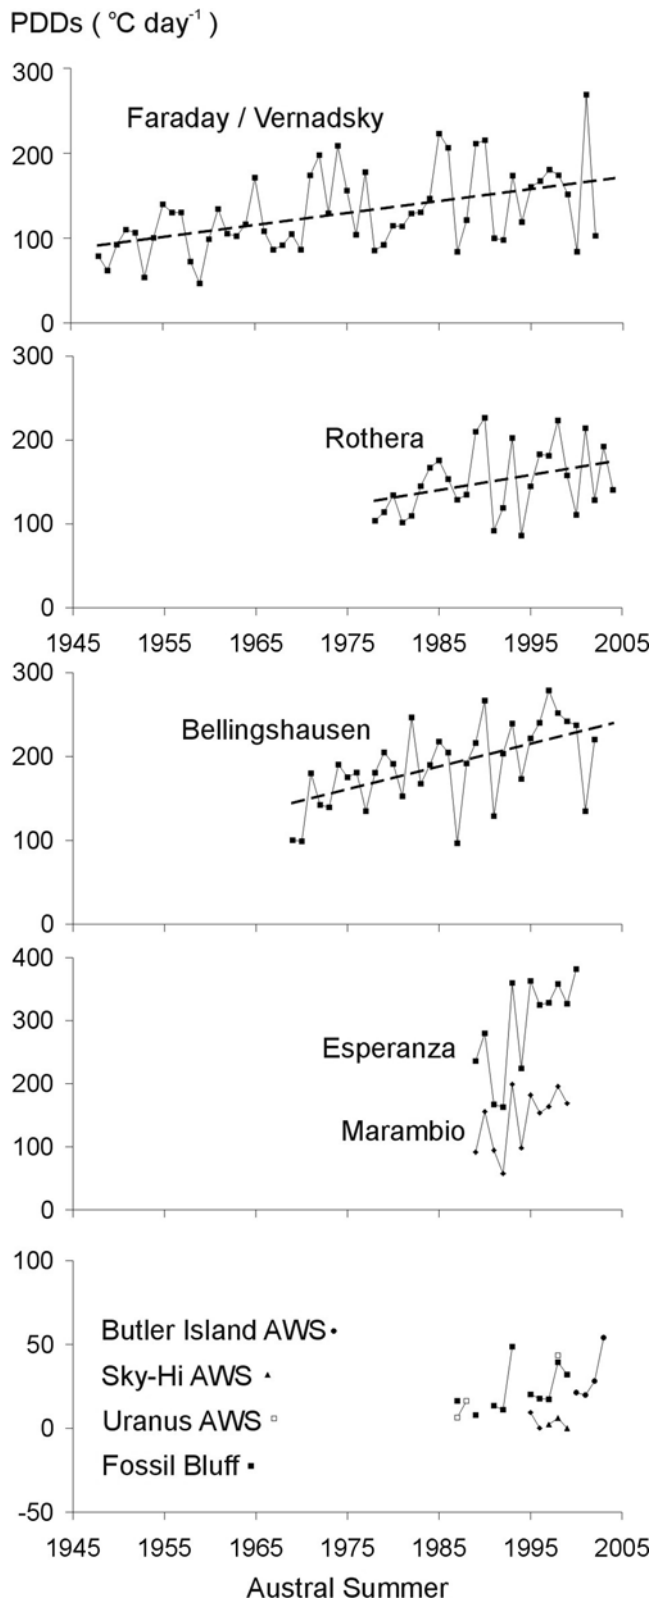 PDDs ( °C day⁻¹ )
300
Faraday / Vernadsky
200
100
0
300
200
Rothera
100
0
1945 1955 1965 1975 1985 1995 2005
300
Bellingshausen
200
100
0
400
300
Esperanza
200
Marambio
100
0
100
Butler Island AWS
50
Sky-Hi AWS
Uranus AWS
0
Fossil Bluff
-50
1945 1955 1965 1975 1985 1995 2005
Austral Summer